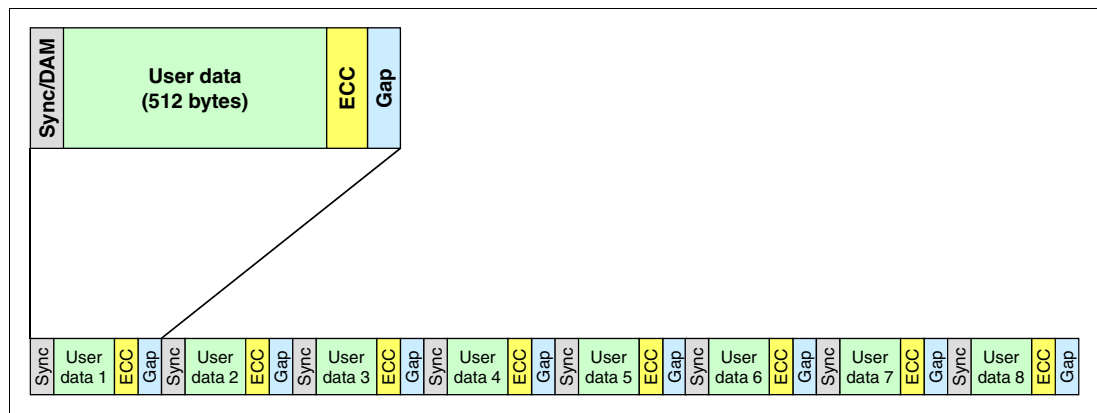 Sync/DAM
User data
(512 bytes)
ECC
Gap
Sync
User
data 1
ECC
Gap
Sync
User
data 2
ECC
Gap
Sync
User
data 3
ECC
Gap
Sync
User
data 4
ECC
Gap
Sync
User
data 5
ECC
Gap
Sync
User
data 6
ECC
Gap
Sync
User
data 7
ECC
Gap
Sync
User
data 8
ECC
Gap